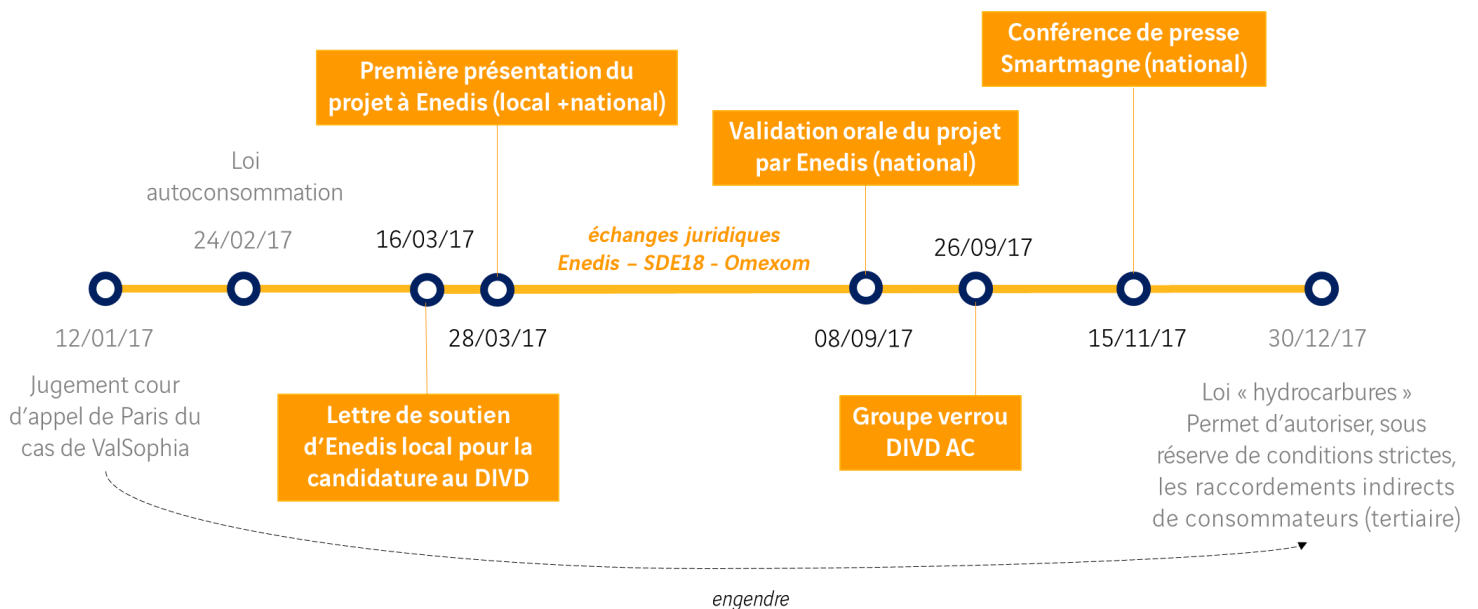 Conférence de presse
Smartmagne (national)
Première présentation du
projet à Enedis (local +national)
Validation orale du projet
par Enedis (national)
Loi
autoconsommation
24/02/17
16/03/17
échanges juridiques
Enedis – SDE18 - Omexom
26/09/17
12/01/17
28/03/17
08/09/17
15/11/17
30/12/17
Jugement cour
d'appel de Paris du
cas de ValSophia
Lettre de soutien
d'Enedis local pour la
candidature au DIVD
Groupe verrou
DIVD AC
Loi « hydrocarbures »
Permet d'autoriser, sous
réserve de conditions strictes,
les raccordements indirects
de consommateurs (tertiaire)
engendre